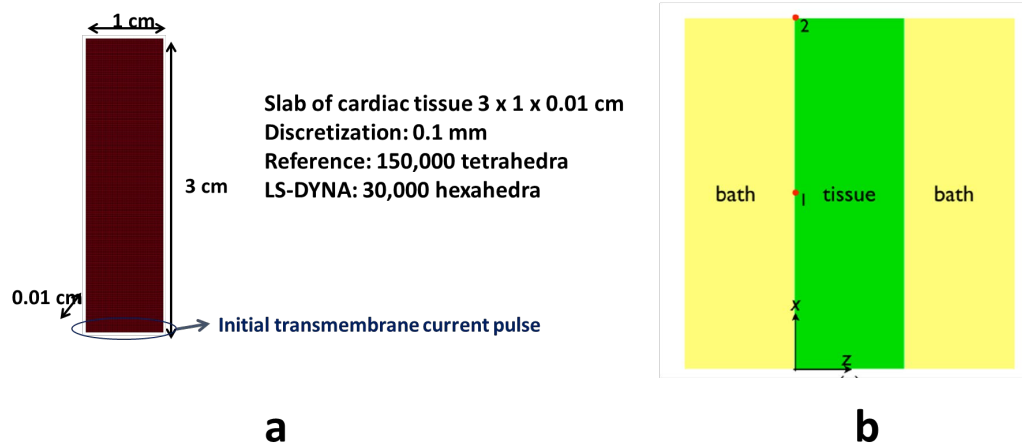 1 cm
Slab of cardiac tissue 3 x 1 x 0.01 cm
Discretization: 0.1 mm
Reference: 150,000 tetrahedra
LS-DYNA: 30,000 hexahedra
3 cm
0.01 cm
Initial transmembrane current pulse
a
2
bath
1
tissue
bath
x
z
b